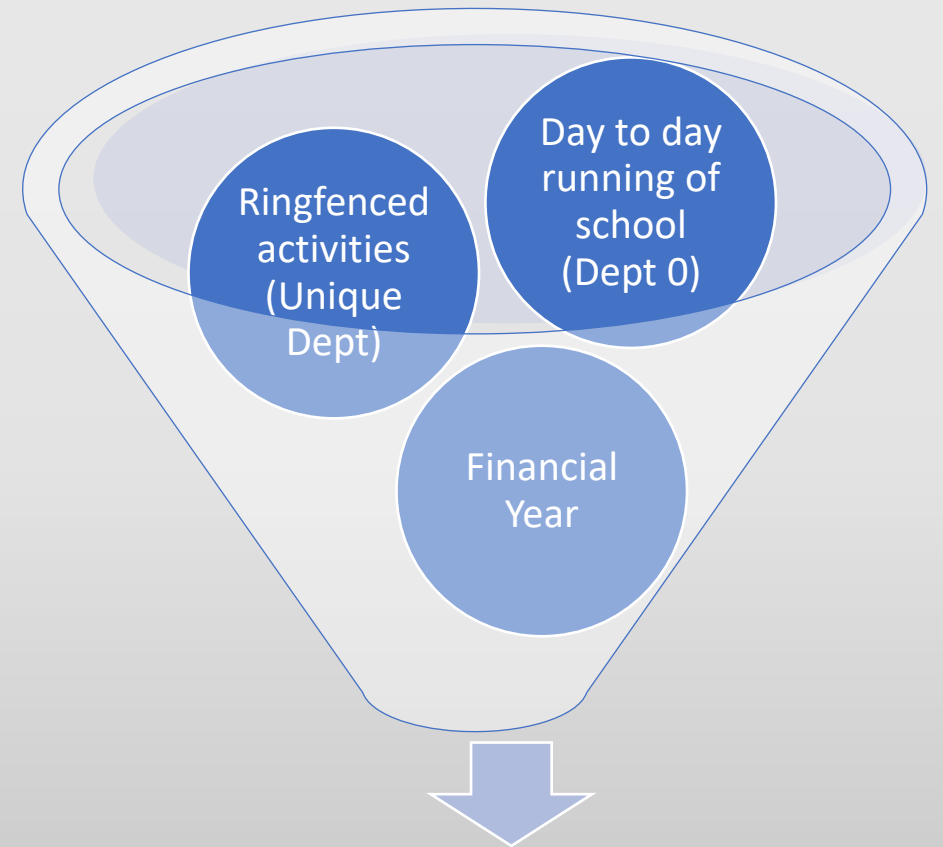 Ringfenced
activities
(Unique
Dept)
Day to day
running of
school
(Dept 0)
Financial
Year